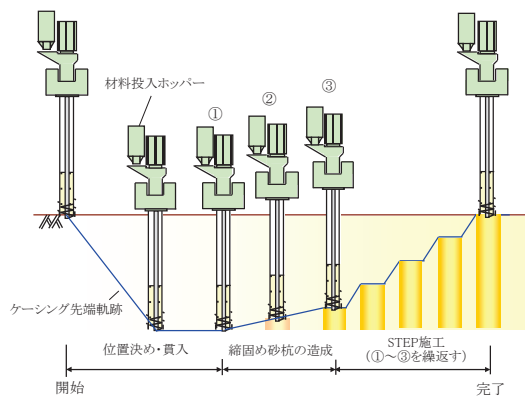 材料投入ホッパー
①
②
③
ケーシング先端軌跡
位置決め・貫入
締固め砂杭の造成
STEP施工
(①～③を繰返す)
開始
完了